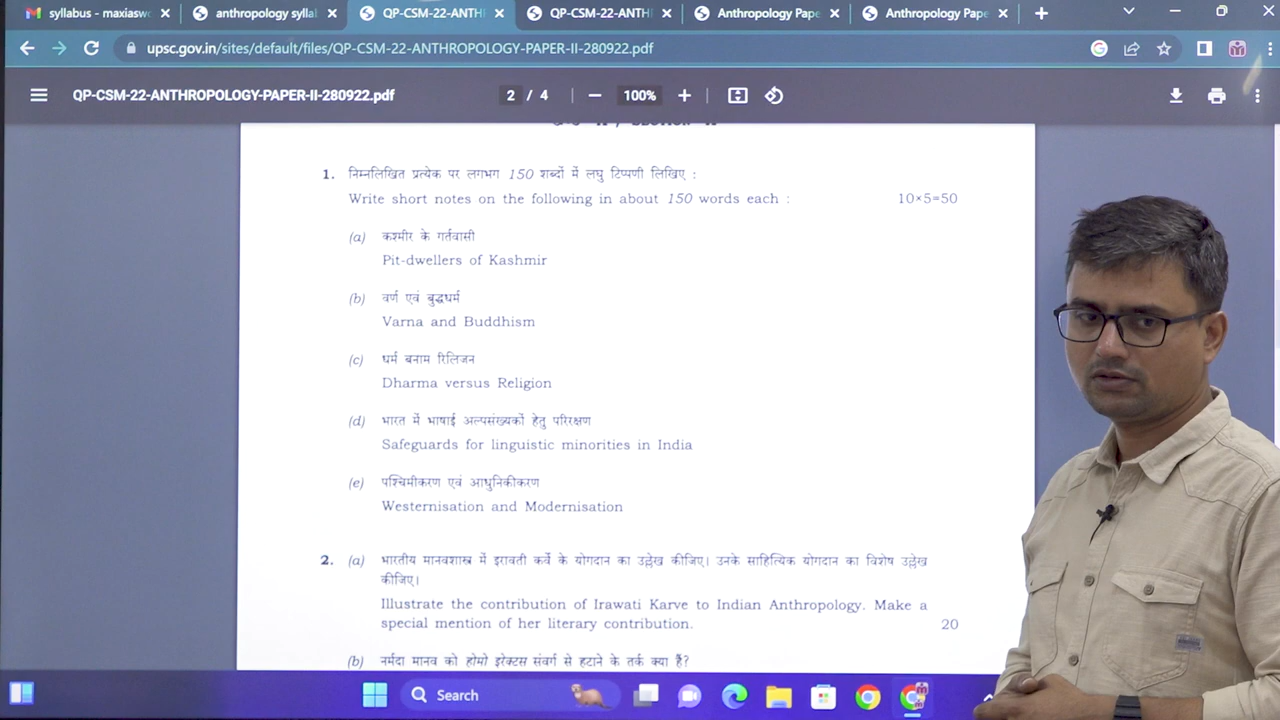 syllabus - maxiasw
anthropology sylla
QP-CSM-22-ANTH
QP-CSM-22-ANTH
Anthropology Pape
Anthropology Pape
upsc.gov.in/sites/default/files/QP-CSM-22-ANTHROPOLOGY-PAPER-II-280922.pdf
QP-CSM-22-ANTHROPOLOGY-PAPER-II-280922.pdf
2 / 4
100%
1. निम्नलिखित प्रत्येक पर लगभग 150 शब्दों में लघु टिप्पणी लिखिए :
Write short notes on the following in about 150 words each : 10×5=50
(a) कश्मीर के गर्तवासी
Pit-dwellers of Kashmir
(b) वर्ण एवं बुद्धधर्म
Varna and Buddhism
(c) धर्म बनाम रिलिजन
Dharma versus Religion
(d) भारत में भाषाई अल्पसंख्यकों हेतु परिरक्षण
Safeguards for linguistic minorities in India
(e) पश्चिमीकरण एवं आधुनिकीकरण
Westernisation and Modernisation
2. (a) भारतीय मानवशास्त्र में इरावती कर्वे के योगदान का उल्लेख कीजिए। उनके साहित्यिक योगदान का विशेष उल्लेख
कीजिए।
Illustrate the contribution of Irawati Karve to Indian Anthropology. Make a
special mention of her literary contribution. 20
(b) नर्मदा मानव को होमो इरेक्टस संवर्ग से हटाने के तर्क क्या हैं?
Search